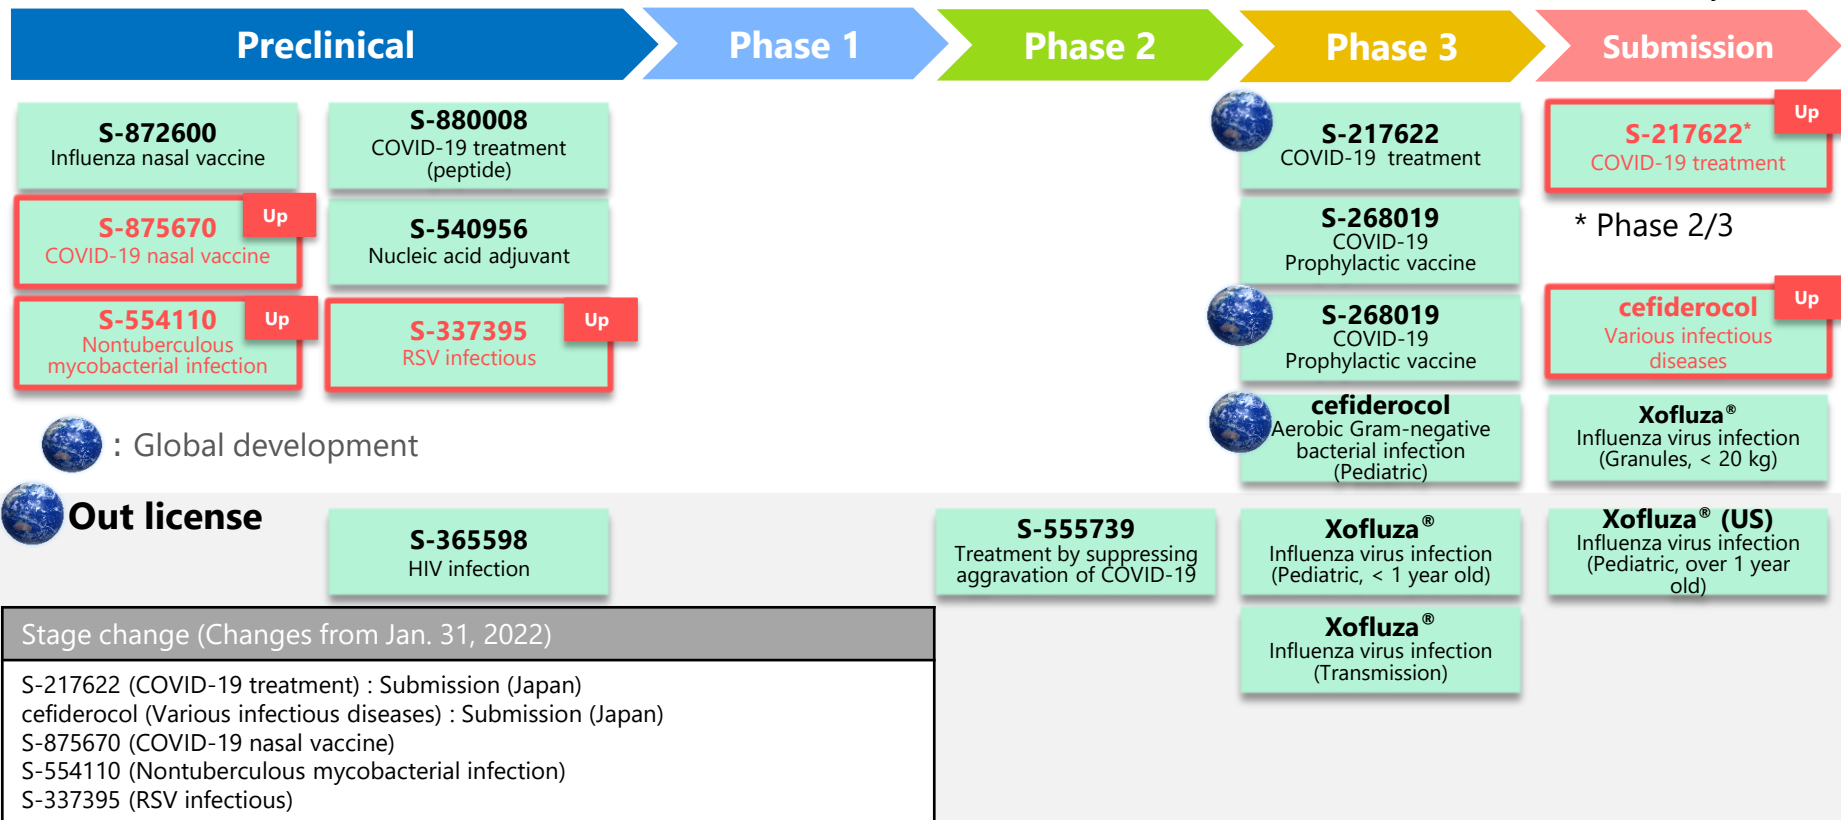 Preclinical
Phase 1
Phase 2
Phase 3
Submission
S-872600
Influenza nasal vaccine
S-880008
COVID-19 treatment
(peptide)
S-217622
COVID-19 treatment
Up
S-217622*
COVID-19 treatment
Up
S-875670
COVID-19 nasal vaccine
S-540956
Nucleic acid adjuvant
S-268019
COVID-19
Prophylactic vaccine
* Phase 2/3
Up
S-554110
Nontuberculous
mycobacterial infection
Up
S-337395
RSV infectious
S-268019
COVID-19
Prophylactic vaccine
Up
cefiderocol
Various infectious
diseases
: Global development
cefiderocol
Aerobic Gram-negative
bacterial infection
(Pediatric)
Xofluza®
Influenza virus infection
(Granules, < 20 kg)
Out license
S-365598
HIV infection
S-555739
Treatment by suppressing
aggravation of COVID-19
Xofluza®
Influenza virus infection
(Pediatric, < 1 year old)
Xofluza® (US)
Influenza virus infection
(Pediatric, over 1 year
old)
Xofluza®
Influenza virus infection
(Transmission)
Stage change (Changes from Jan. 31, 2022)
S-217622 (COVID-19 treatment) : Submission (Japan)
cefiderocol (Various infectious diseases) : Submission (Japan)
S-875670 (COVID-19 nasal vaccine)
S-554110 (Nontuberculous mycobacterial infection)
S-337395 (RSV infectious)